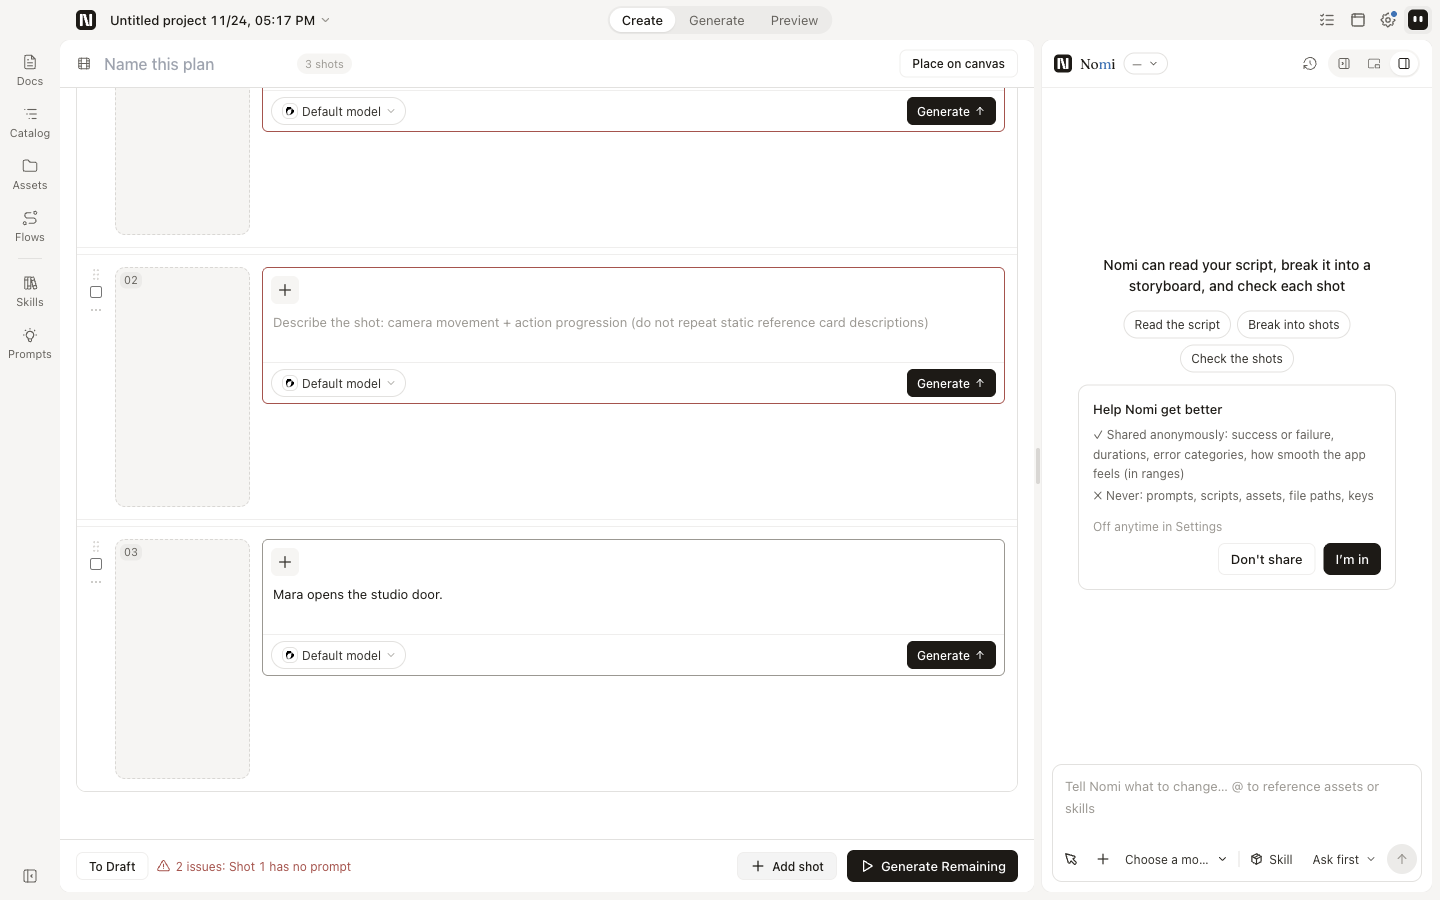 Untitled project 11/24, 05:17 PM
Create
Generate
Preview
Docs
Catalog
Assets
Flows
Skills
Prompts
Name this plan
3 shots
Place on canvas
Default model
Generate ↑
02
Describe the shot: camera movement + action progression (do not repeat static reference card descriptions)
Default model
Generate ↑
03
Mara opens the studio door.
Default model
Generate ↑
To Draft
2 issues: Shot 1 has no prompt
Add shot
Generate Remaining
Nomi
—
Nomi can read your script, break it into a
storyboard, and check each shot
Read the script
Break into shots
Check the shots
Help Nomi get better
✓ Shared anonymously: success or failure,
durations, error categories, how smooth the app
feels (in ranges)
✕ Never: prompts, scripts, assets, file paths, keys
Off anytime in Settings
Don't share
I'm in
Tell Nomi what to change... @ to reference assets or
skills
Choose a mo...
Skill
Ask first